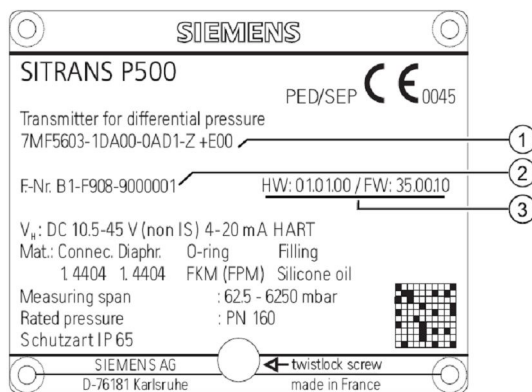 SIEMENS
SITRANS P500
PED/SEP CE 0045
Transmitter for differential pressure
7MF5603-1DA00-0AD1-Z +E00
1
F.-Nr. B1-F908-9000001
2
HW: 01.01.00 / FW: 35.00.10
3
V_H: DC 10.5-45 V (non IS) 4-20 mA HART
Mat.: Connec. Diaphr. O-ring Filling
1.4404 1.4404 FKM (FPM) Silicone oil
Measuring span : 62.5 - 6250 mbar
Rated pressure : PN 160
Schutzart IP 65
SIEMENS AG
D-76181 Karlsruhe
twistlock screw
made in France